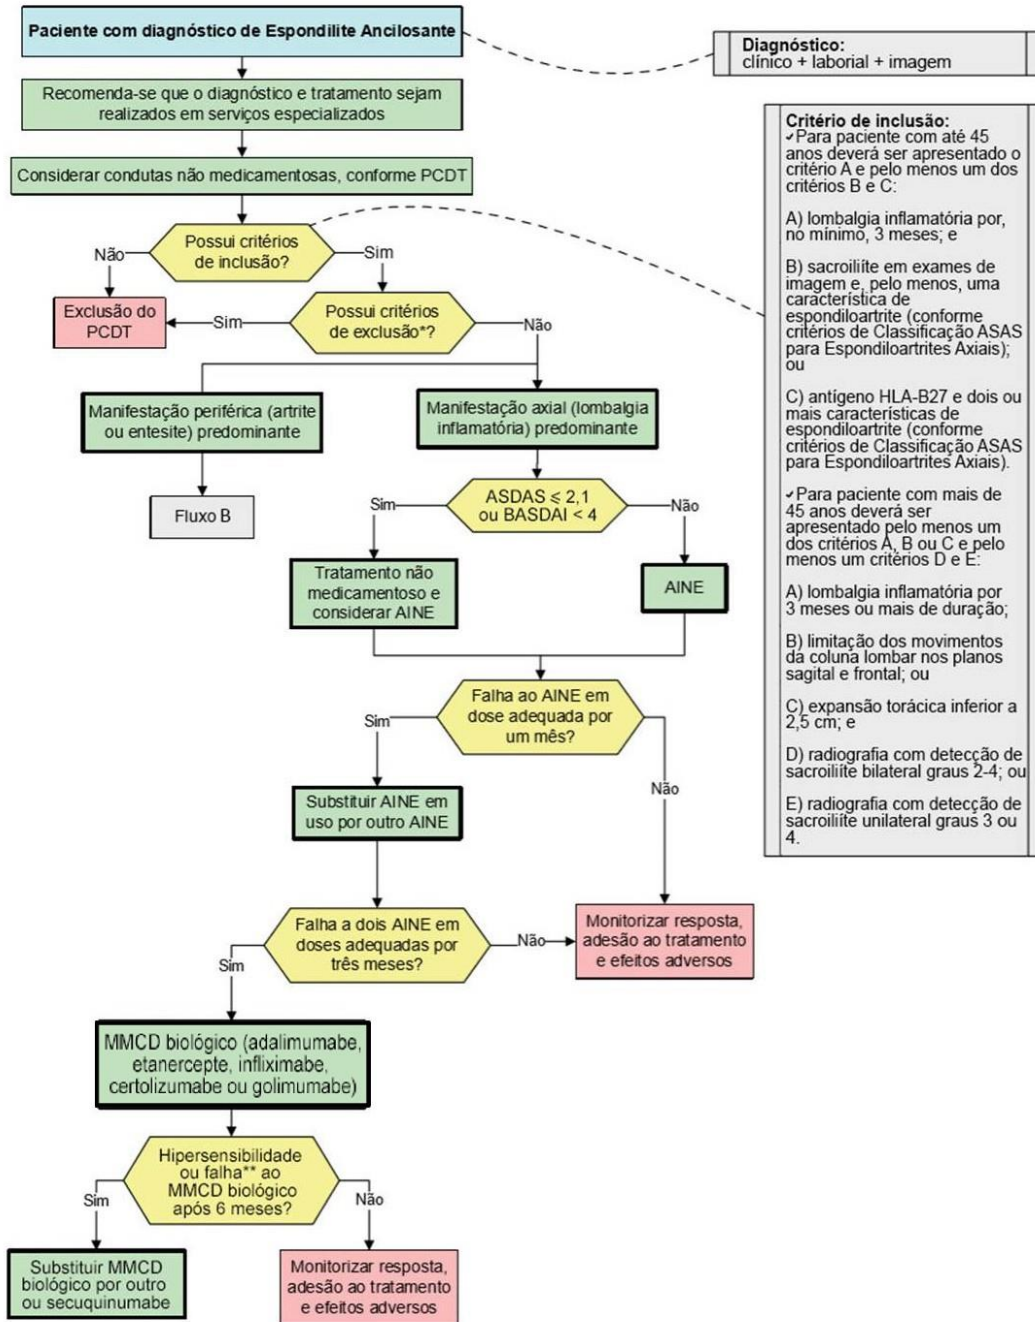 Paciente com diagnóstico de Espondilite Ancilosante
Diagnóstico:
clínico + laborial + imagem
Recomenda-se que o diagnóstico e tratamento sejam
realizados em serviços especializados
Considerar condutas não medicamentosas, conforme PCDT
Possui critérios
de inclusão?
Não
Sim
Exclusão do
PCDT
Possui critérios
de exclusão*?
Sim
Não
Manifestação periférica (artrite
ou entesite) predominante
Manifestação axial (lombalgia
inflamatória) predominante
Fluxo B
ASDAS ⩽ 2,1
ou BASDAI < 4
Sim
Não
Tratamento não
medicamentoso e
considerar AINE
AINE
Falha ao AINE em
dose adequada por
um mês?
Sim
Não
Substituir AINE em
uso por outro AINE
Falha a dois AINE em
doses adequadas por
três meses?
Sim
Não
Monitorizar resposta,
adesão ao tratamento
e efeitos adversos
MMCD biológico (adalimumabe,
etanercepte, infliximabe,
certolizumabe ou golimumabe)
Hipersensibilidade
ou falha** ao
MMCD biológico
após 6 meses?
Sim
Não
Substituir MMCD
biológico por outro
ou secuquinumabe
Monitorizar resposta,
adesão ao tratamento
e efeitos adversos
Critério de inclusão:
✓Para paciente com até 45
anos deverá ser apresentado o
critério A e pelo menos um dos
critérios B e C:
A) lombalgia inflamatória por,
no mínimo, 3 meses; e
B) sacroiliíte em exames de
imagem e, pelo menos, uma
característica de
espondiloartrite (conforme
critérios de Classificação ASAS
para Espondiloartrites Axiais);
ou
C) antígeno HLA-B27 e dois ou
mais características de
espondiloartrite (conforme
critérios de Classificação ASAS
para Espondiloartrites Axiais).
✓Para paciente com mais de
45 anos deverá ser
apresentado pelo menos um
dos critérios A, B ou C e pelo
menos um critérios D e E:
A) lombalgia inflamatória por
3 meses ou mais de duração;
B) limitação dos movimentos
da coluna lombar nos planos
sagital e frontal; ou
C) expansão torácica inferior a
2,5 cm; e
D) radiografia com detecção de
sacroiliíte bilateral graus 2-4; ou
E) radiografia com detecção de
sacroiliíte unilateral graus 3 ou
4.